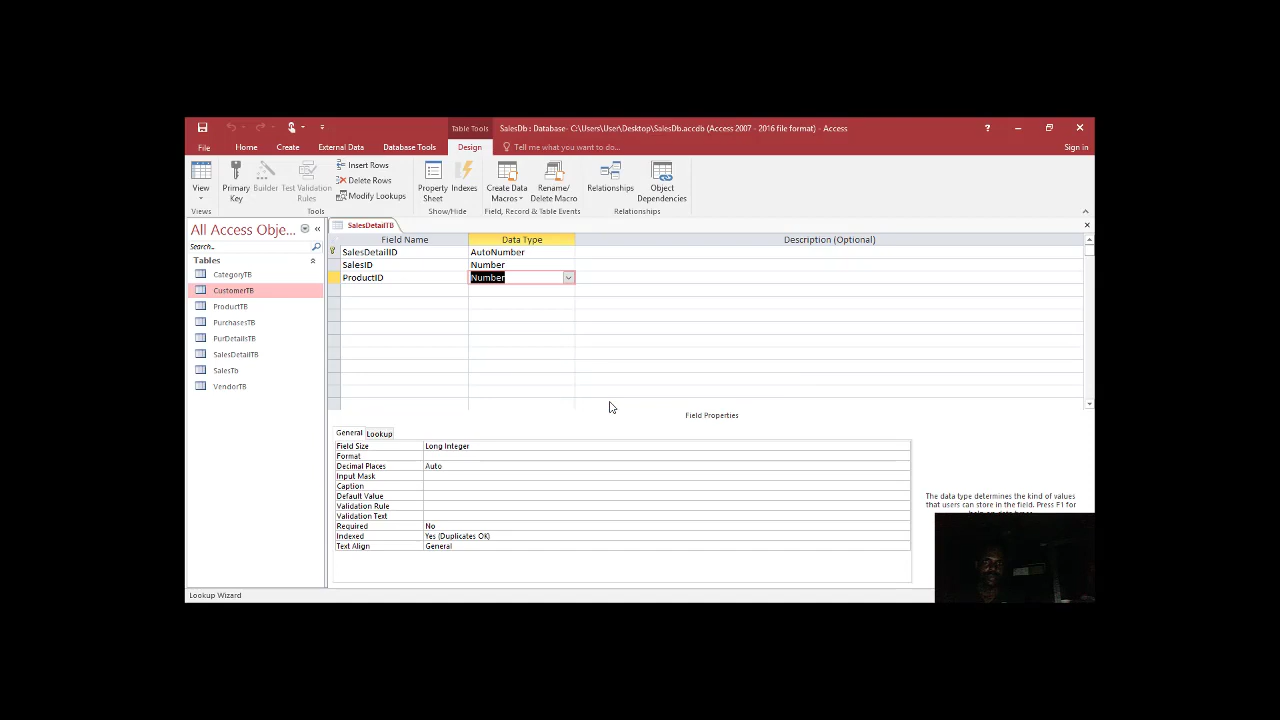 Table Tools
SalesDb : Database- C:\Users\User\Desktop\SalesDb.accdb (Access 2007 - 2016 file format) - Access
?
File Home Create External Data Database Tools Design Tell me what you want to do... Sign in
View
Primary Key
Builder
Test Validation Rules
Insert Rows
Delete Rows
Modify Lookups
Property Sheet
Indexes
Create Data Macros
Rename/ Delete Macro
Relationships
Object Dependencies
Views Tools Show/Hide Field, Record & Table Events Relationships
All Access Obje...
Search...
Tables
CategoryTB
CustomerTB
ProductTB
PurchasesTB
PurDetailsTB
SalesDetailTB
SalesTb
VendorTB
SalesDetailTB
Field Name Data Type Description (Optional)
SalesDetailID AutoNumber
SalesID Number
ProductID Number
Field Properties
General Lookup
Field Size Long Integer
Format
Decimal Places Auto
Input Mask
Caption
Default Value
Validation Rule
Validation Text
Required No
Indexed Yes (Duplicates OK)
Text Align General
The data type determines the kind of values
that users can store in the field. Press F1 for
Lookup Wizard